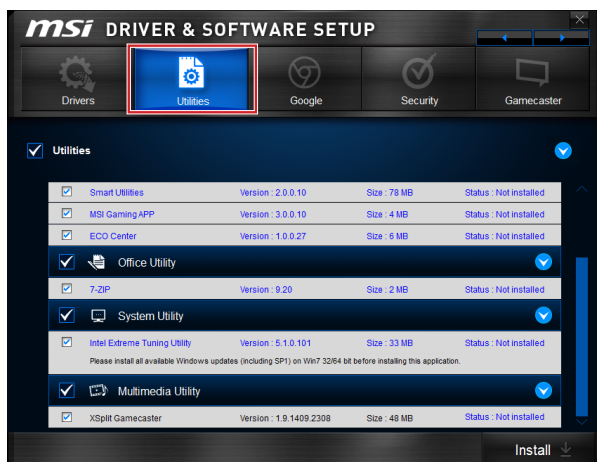 msi DRIVER & SOFTWARE SETUP
Drivers
Utilities
Google
Security
Gamecaster
Utilities
Smart Utilities Version : 2.0.0.10 Size : 78 MB Status : Not installed
MSI Gaming APP Version : 3.0.0.10 Size : 4 MB Status : Not installed
ECO Center Version : 1.0.0.27 Size : 6 MB Status : Not installed
Office Utility
7-ZIP Version : 9.20 Size : 2 MB Status : Not installed
System Utility
Intel Extreme Tuning Utility Version : 5.1.0.101 Size : 33 MB Status : Not installed
Please install all available Windows updates (including SP1) on Win7 32/64 bit before installing this application.
Multimedia Utility
XSplit Gamecaster Version : 1.9.1409.2308 Size : 48 MB Status : Not installed
Install